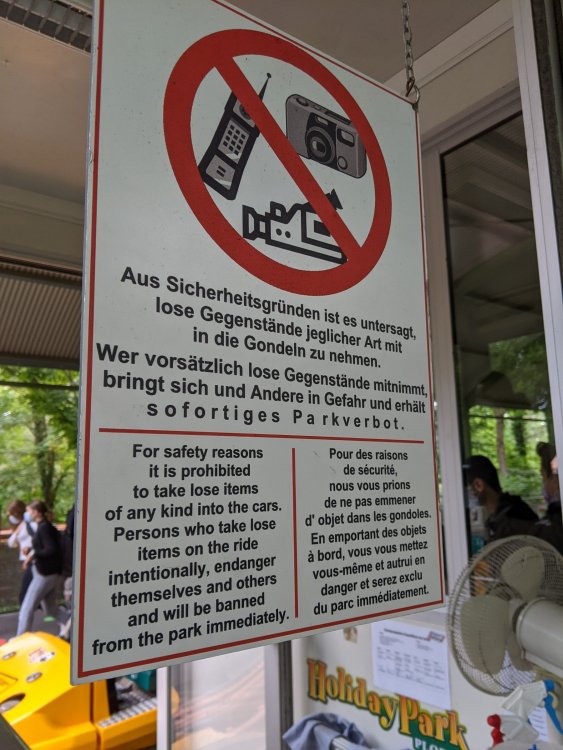 Aus Sicherheitsgründen ist es untersagt,
lose Gegenstände jeglicher Art mit
in die Gondeln zu nehmen.
Wer vorsätzlich lose Gegenstände mitnimmt,
bringt sich und Andere in Gefahr und erhält
sofortiges Parkverbot.
For safety reasons
it is prohibited
to take lose items
of any kind into the cars.
Persons who take lose
items on the ride
intentionally, endanger
themselves and others
and will be banned
from the park immediately.
Pour des raisons
de sécurité,
nous vous prions
de ne pas emmener
d' objet dans les gondoles.
En emportant des objets
à bord, vous vous mettez
vous-même et autrui en
danger et serez exclu
du parc immédiatement.
Holiday Park